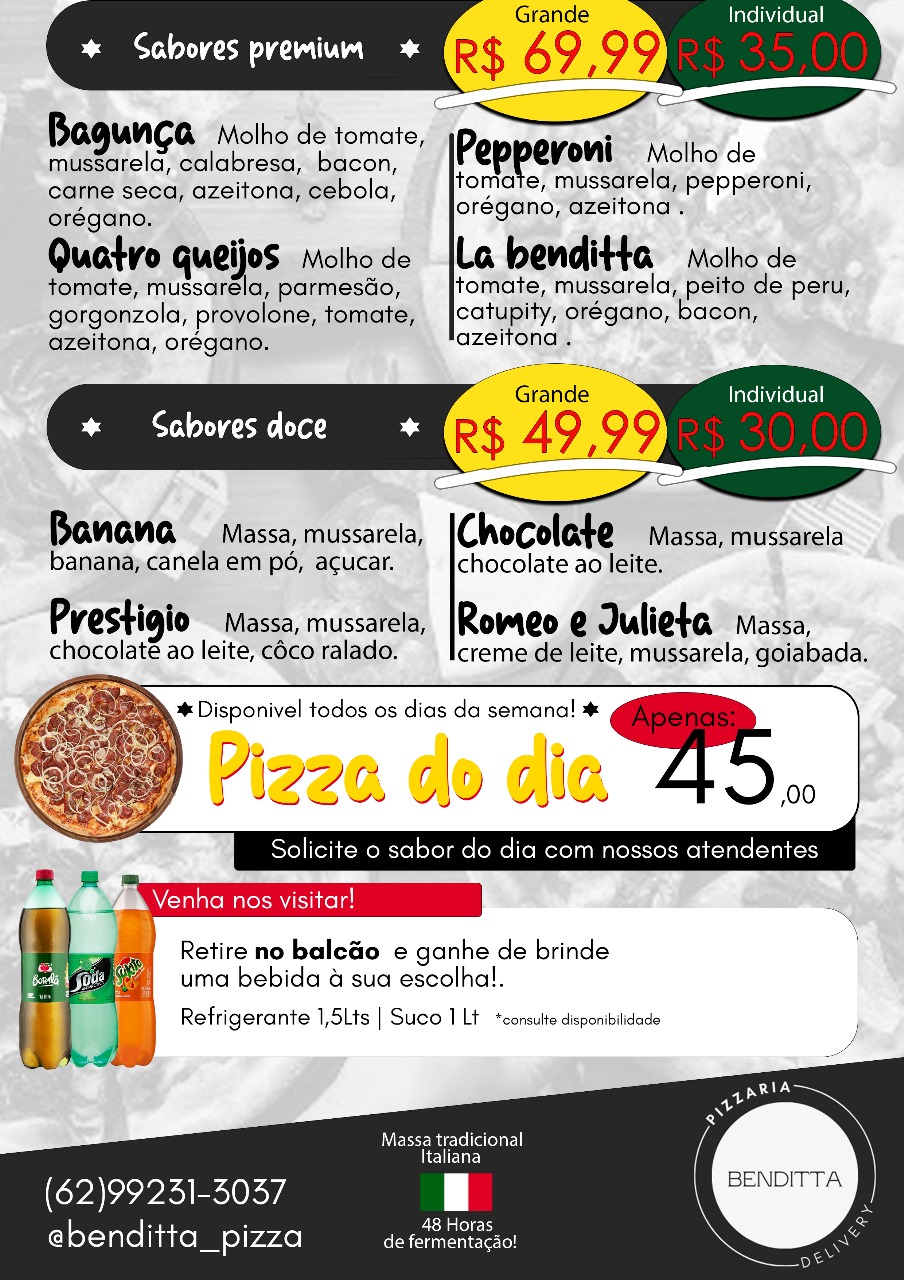 Sabores premium
Grande
R$ 69,99
Individual
R$ 35,00
Bagunça Molho de tomate,
mussarela, calabresa, bacon,
carne seca, azeitona, cebola,
orégano.
Quatro queijos Molho de
tomate, mussarela, parmesão,
gorgonzola, provolone, tomate,
azeitona, orégano.
Pepperoni Molho de
tomate, mussarela, pepperoni,
orégano, azeitona .
La benditta Molho de
tomate, mussarela, peito de peru,
catupity, orégano, bacon,
azeitona .
Sabores doce
Grande
R$ 49,99
Individual
R$ 30,00
Banana Massa, mussarela,
banana, canela em pó, açucar.
Prestigio Massa, mussarela,
chocolate ao leite, côco ralado.
Chocolate Massa, mussarela
chocolate ao leite.
Romeo e Julieta Massa,
creme de leite, mussarela, goiabada.
Disponivel todos os dias da semana!
Pizza do dia
Apenas:
45,00
Solicite o sabor do dia com nossos atendentes
Venha nos visitar!
Retire no balcão e ganhe de brinde
uma bebida à sua escolha!.
Refrigerante 1,5Lts | Suco 1 Lt *consulte disponibilidade
Soda
(62)99231-3037
@benditta_pizza
Massa tradicional
Italiana
48 Horas
de fermentação!
PIZZARIA
BENDITTA
DELIVERY